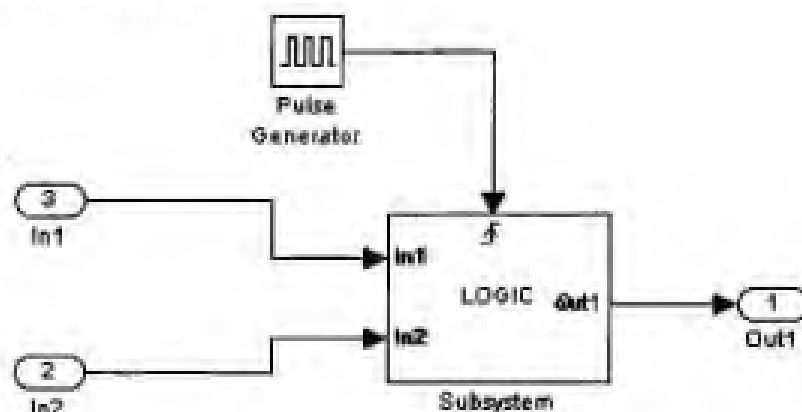 Pulse
Generator
3
In1
In1
LOGIC
Out1
1
Out1
In2
2
In2
Subsystem